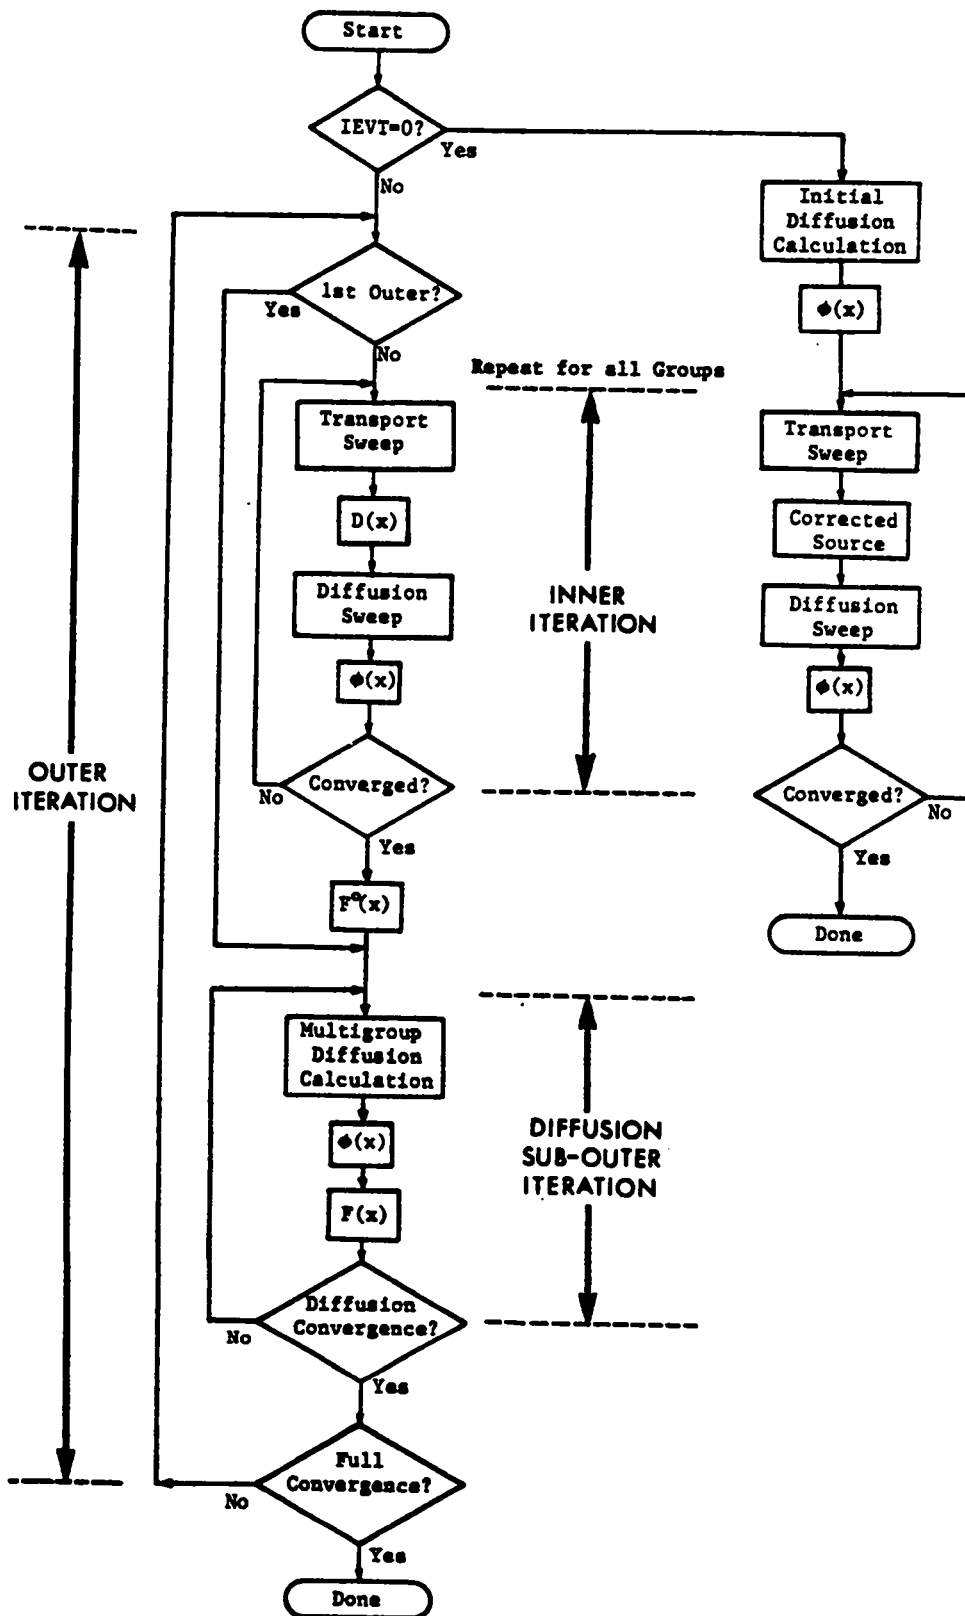 Start
IEVT=0?
Yes
No
Initial
Diffusion
Calculation
ϕ(x)
1st Outer?
Yes
No
Repeat for all Groups
Transport
Sweep
D(x)
Diffusion
Sweep
ϕ(x)
Converged?
No
Yes
F⁰(x)
INNER
ITERATION
Transport
Sweep
Corrected
Source
Diffusion
Sweep
ϕ(x)
Converged?
No
Yes
Done
OUTER
ITERATION
Multigroup
Diffusion
Calculation
ϕ(x)
F(x)
Diffusion
Convergence?
No
Yes
DIFFUSION
SUB-OUTER
ITERATION
Full
Convergence?
No
Yes
Done